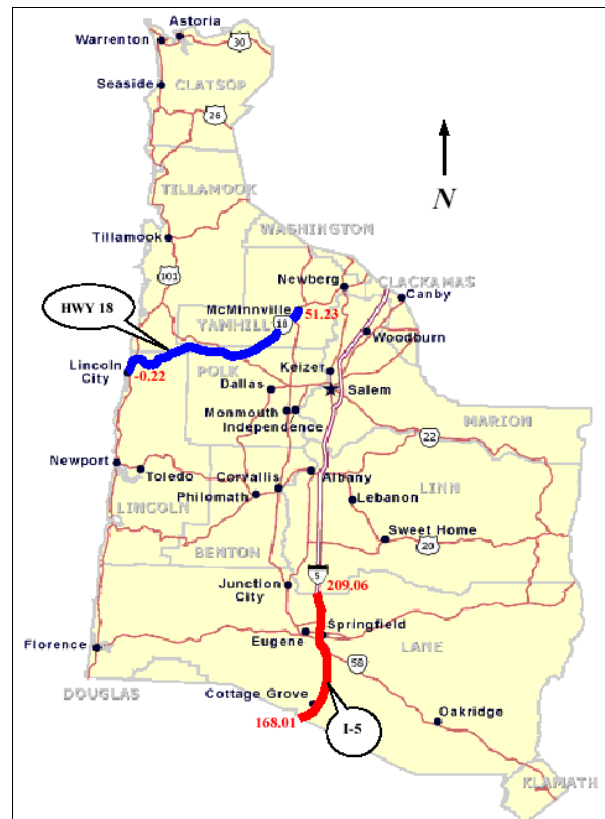 Astoria
Warrenton
30
Seaside
CLATSOP
26
N
TILLAMOOK
WASHINGTON
Tillamook
101
Newberg
CLACKAMAS
Canby
HWY 18
McMinnville
51.23
YAMHILL
18
Woodburn
Lincoln
City
-0.22
POLK
Keizer
Dallas
Salem
Monmouth
Independence
MARION
22
Newport
Toledo
Corvallis
Albany
Philomath
Lebanon
LINN
LINCOLN
Sweet Home
20
BENTON
5
Junction
City
209.06
Springfield
Eugene
Florence
LANE
58
DOUGLAS
Cottage Grove
168.01
I-5
Oakridge
KLAMATH